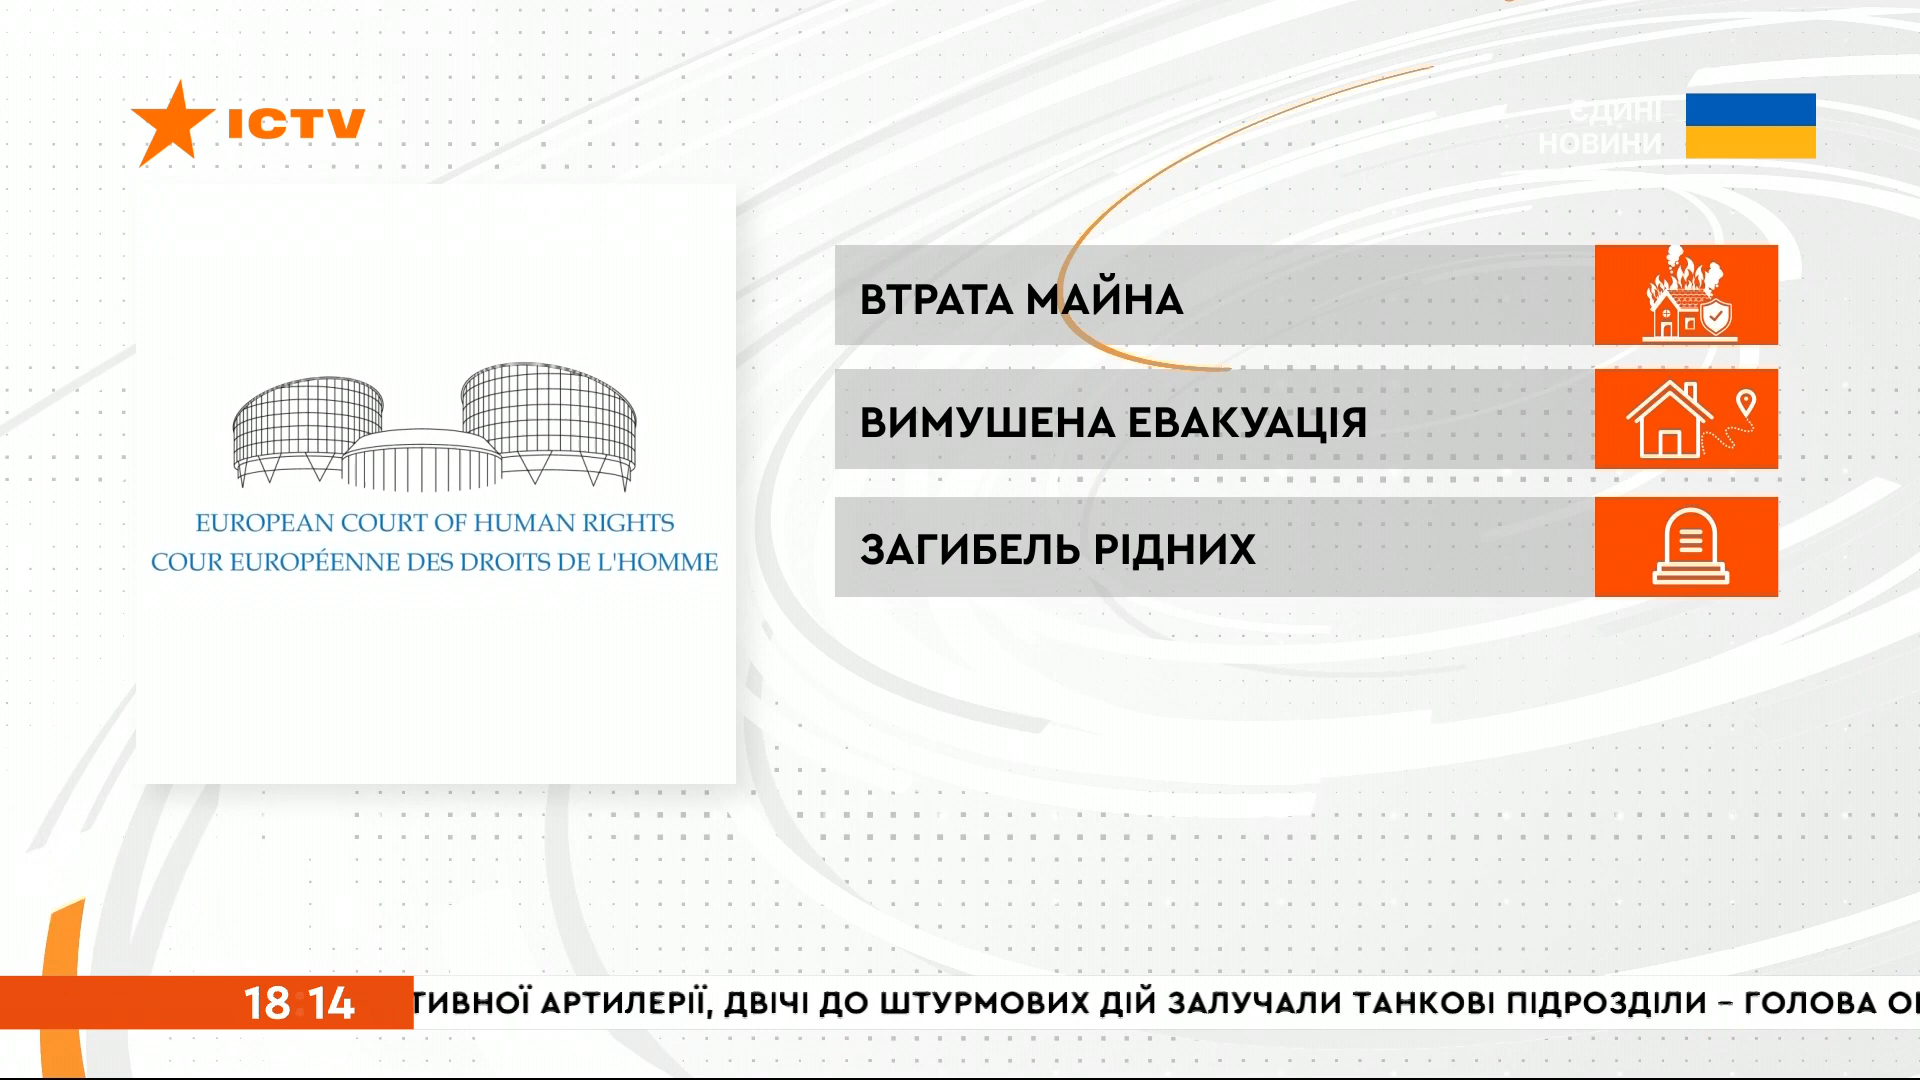 ICTV
ЄДИНІ
НОВИНИ
ВТРАТА МАЙНА
ВИМУШЕНА ЕВАКУАЦІЯ
ЗАГИБЕЛЬ РІДНИХ
EUROPEAN COURT OF HUMAN RIGHTS
COUR EUROPÉENNE DES DROITS DE L'HOMME
18:14
ТИВНОЇ АРТИЛЕРІЇ, ДВІЧІ ДО ШТУРМОВИХ ДІЙ ЗАЛУЧАЛИ ТАНКОВІ ПІДРОЗДІЛИ – ГОЛОВА